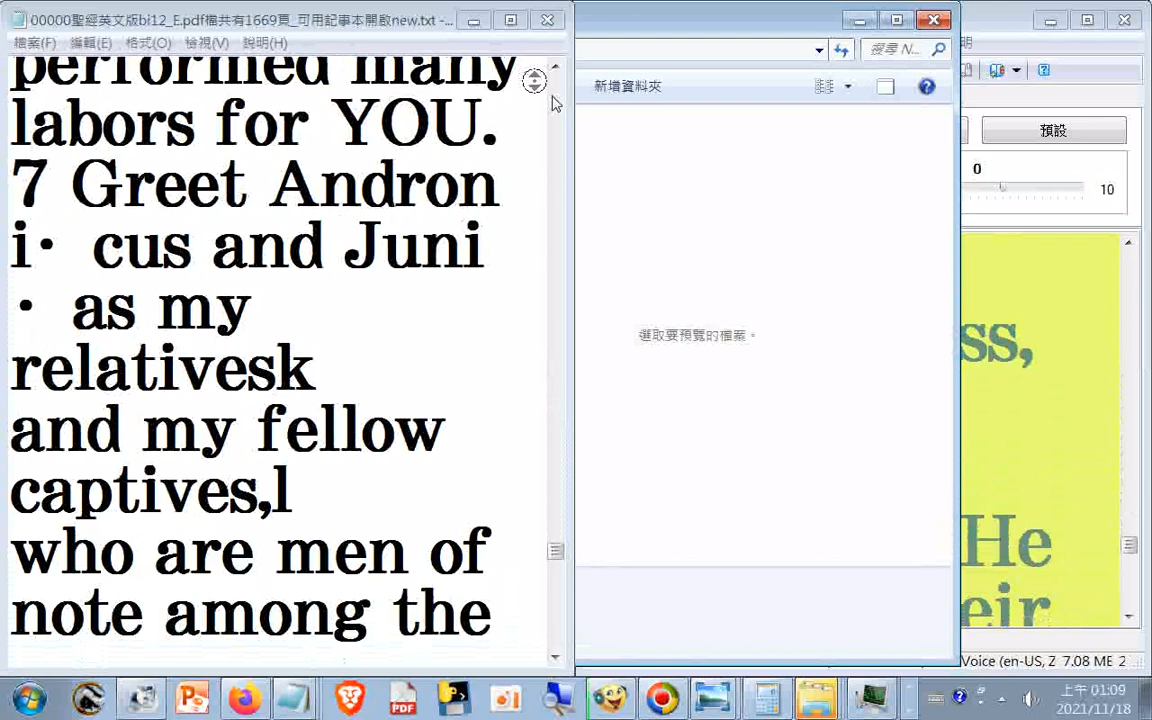 00000聖經英文版bi12_E.pdf檔共有1669頁_可用記事本開啟new.txt -...
檔案(F) 編輯(E) 格式(O) 檢視(V) 說明(H)
performed many
labors for YOU.
7 Greet Andron
i· cus and Juni
· as my
relativesk
and my fellow
captives,l
who are men of
note among the
搜尋 N...
新增資料夾
選取要預覽的檔案。
明
預設
0
10
ss,
He
eir
Voice (en-US, Z 7.08 ME 2
PDF
上午 01:09
2021/11/18